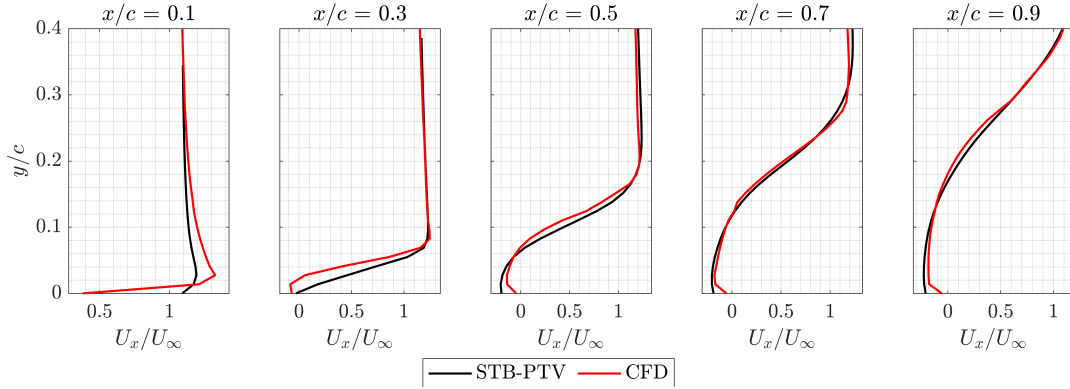 x/c = 0.1 x/c = 0.3 x/c = 0.5 x/c = 0.7 x/c = 0.9
0.4
0.3
0.2
0.1
0
y/c
0.5 1 0 0.5 1 0 0.5 1 0 0.5 1 0 0.5 1
U_x/U_∞ U_x/U_∞ U_x/U_∞ U_x/U_∞ U_x/U_∞
STB-PTV CFD